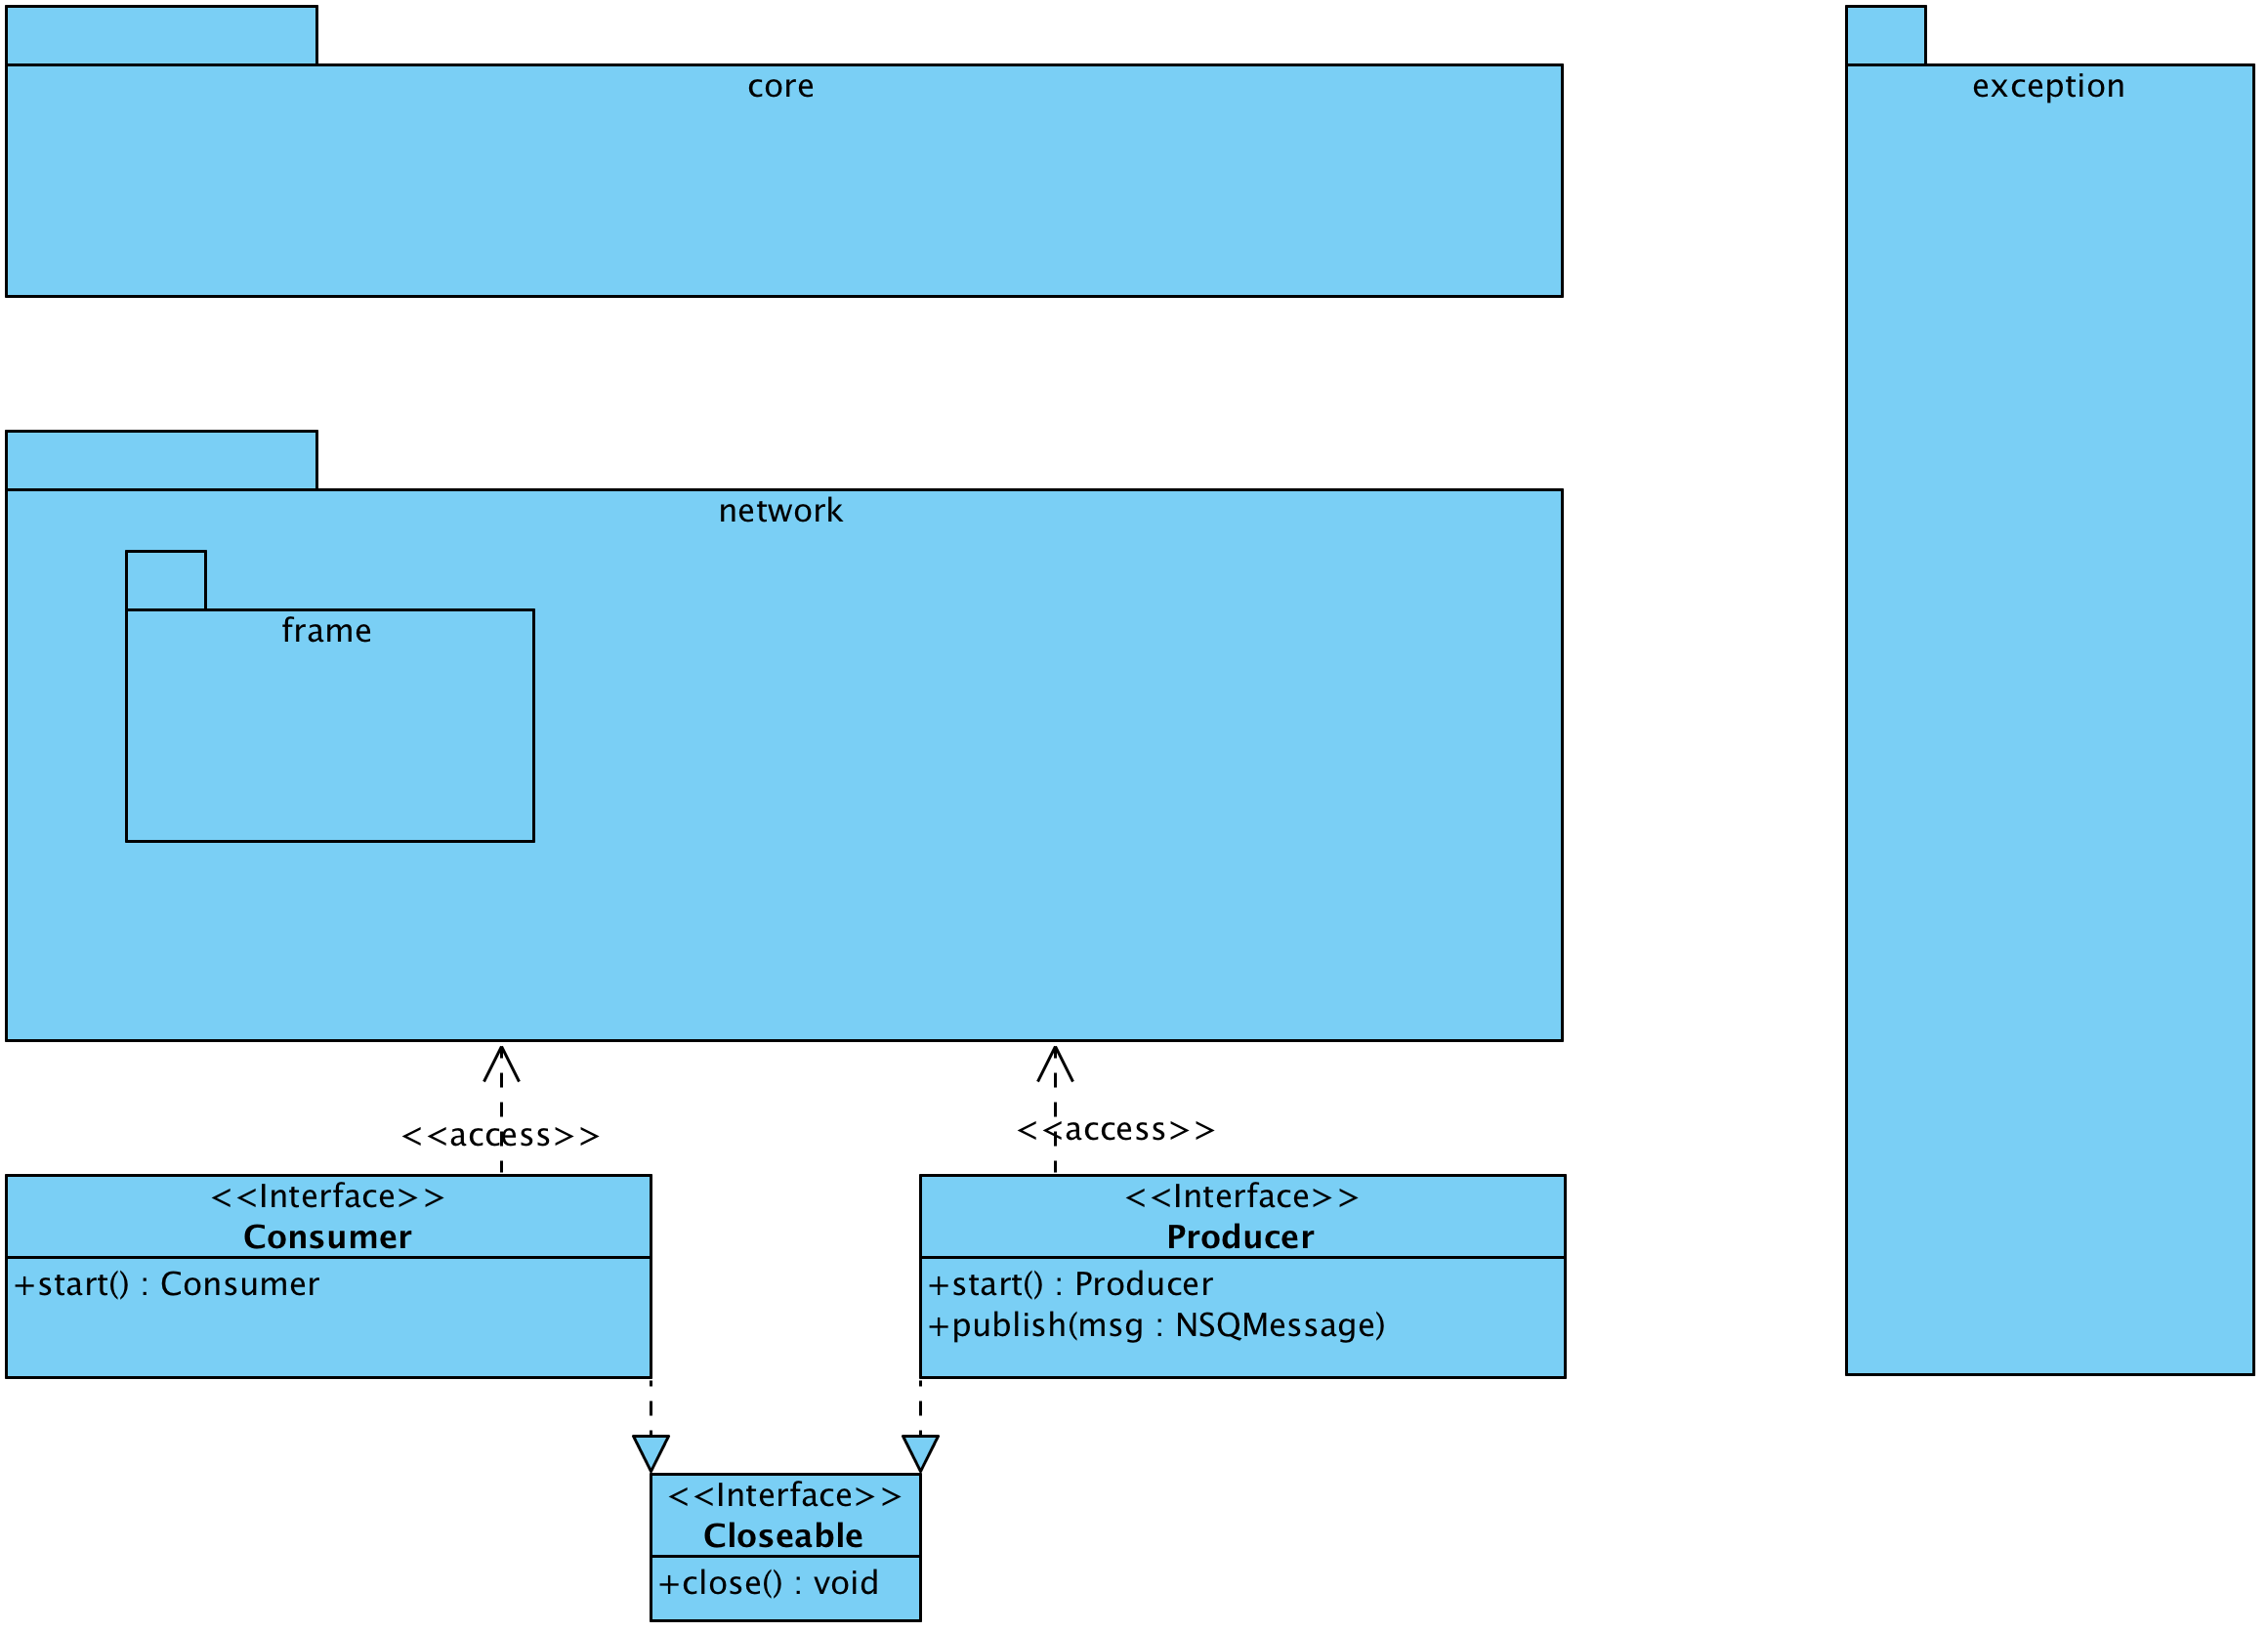 core
exception
network
frame
<<access>>
<<access>>
<<Interface>>
Consumer
+start() : Consumer
<<Interface>>
Producer
+start() : Producer
+publish(msg : NSQMessage)
<<Interface>>
Closeable
+close() : void